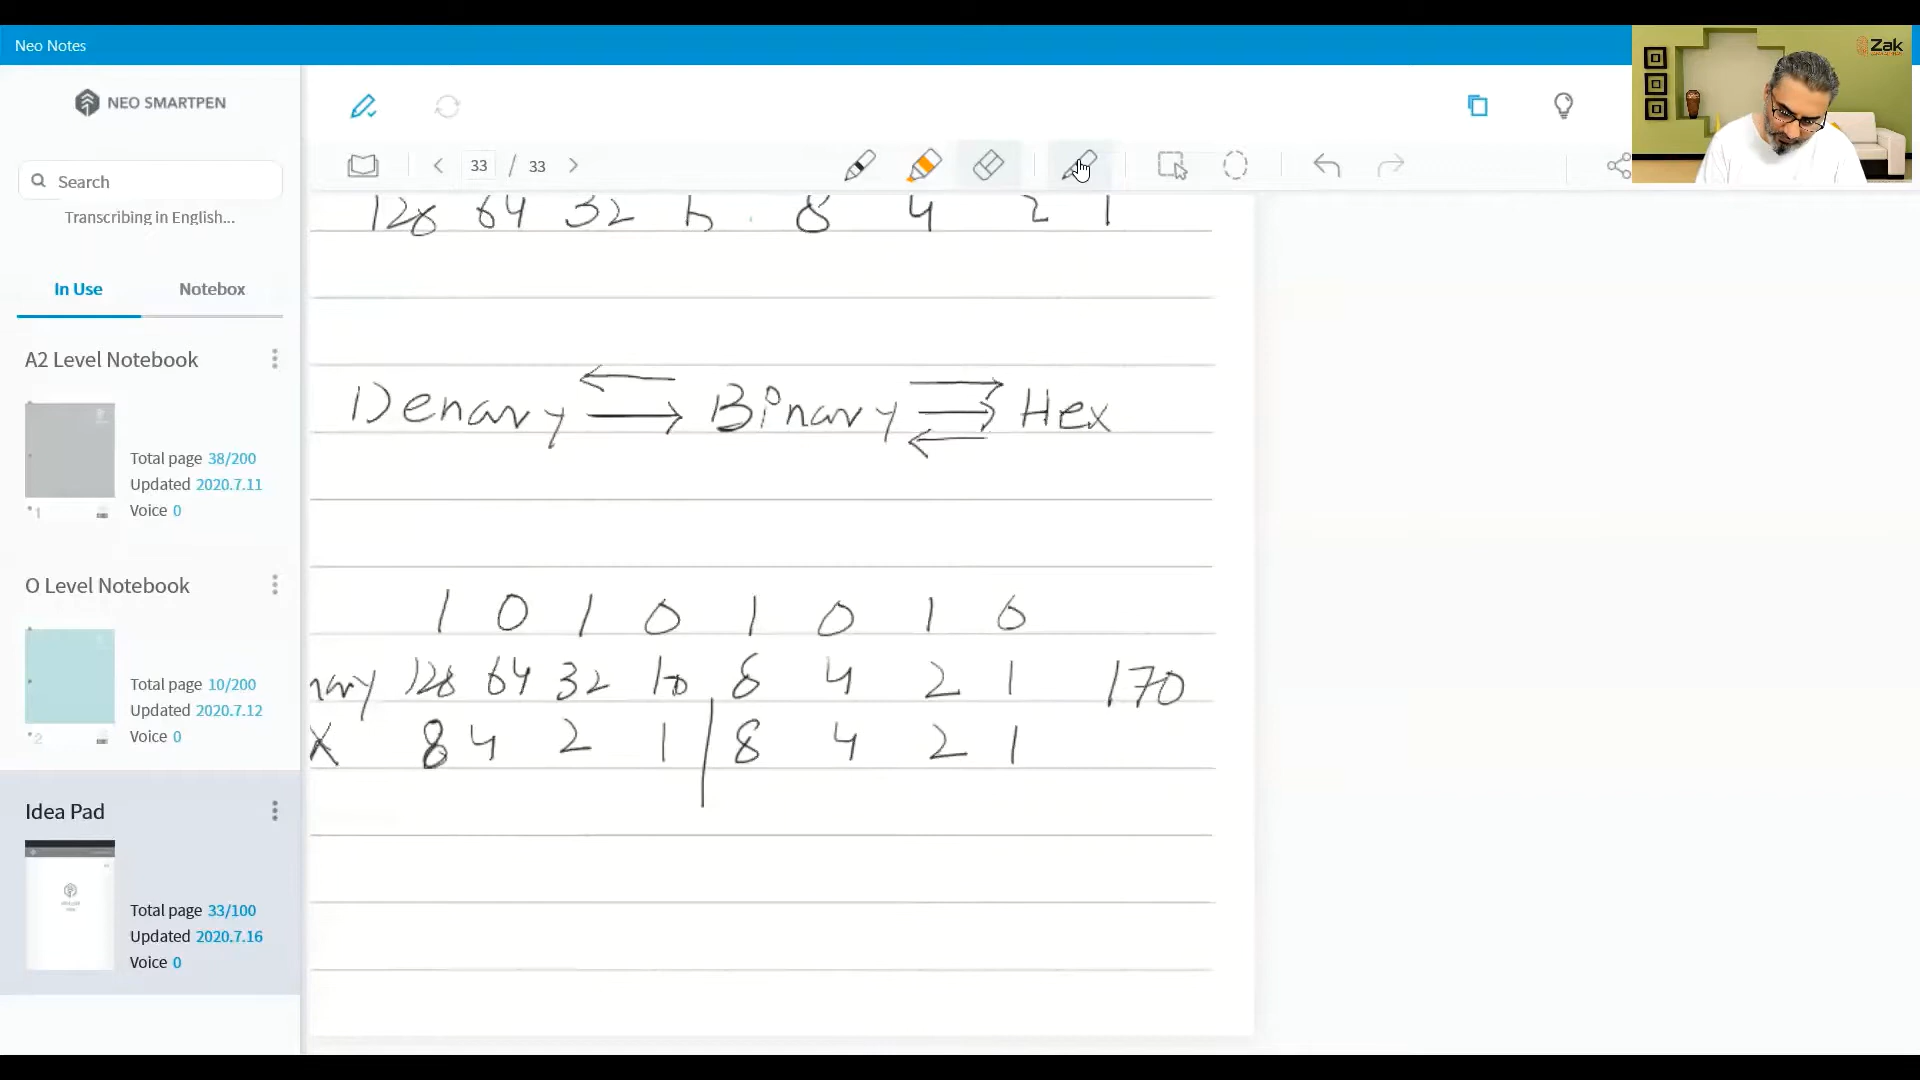 Neo Notes
Zak
NEO SMARTPEN
Search
Transcribing in English...
33 / 33
In Use Notebox
A2 Level Notebook
Total page 38/200
Updated 2020.7.11
Voice 0
1
O Level Notebook
Total page 10/200
Updated 2020.7.12
Voice 0
2
Idea Pad
Total page 33/100
Updated 2020.7.16
Voice 0
128 64 32 8 4 2 1
Denary Binary Hex
1 0 1 0 1 0 1 0
nary 128 64 32 16 8 4 2 1 170
X 8 4 2 1 8 4 2 1